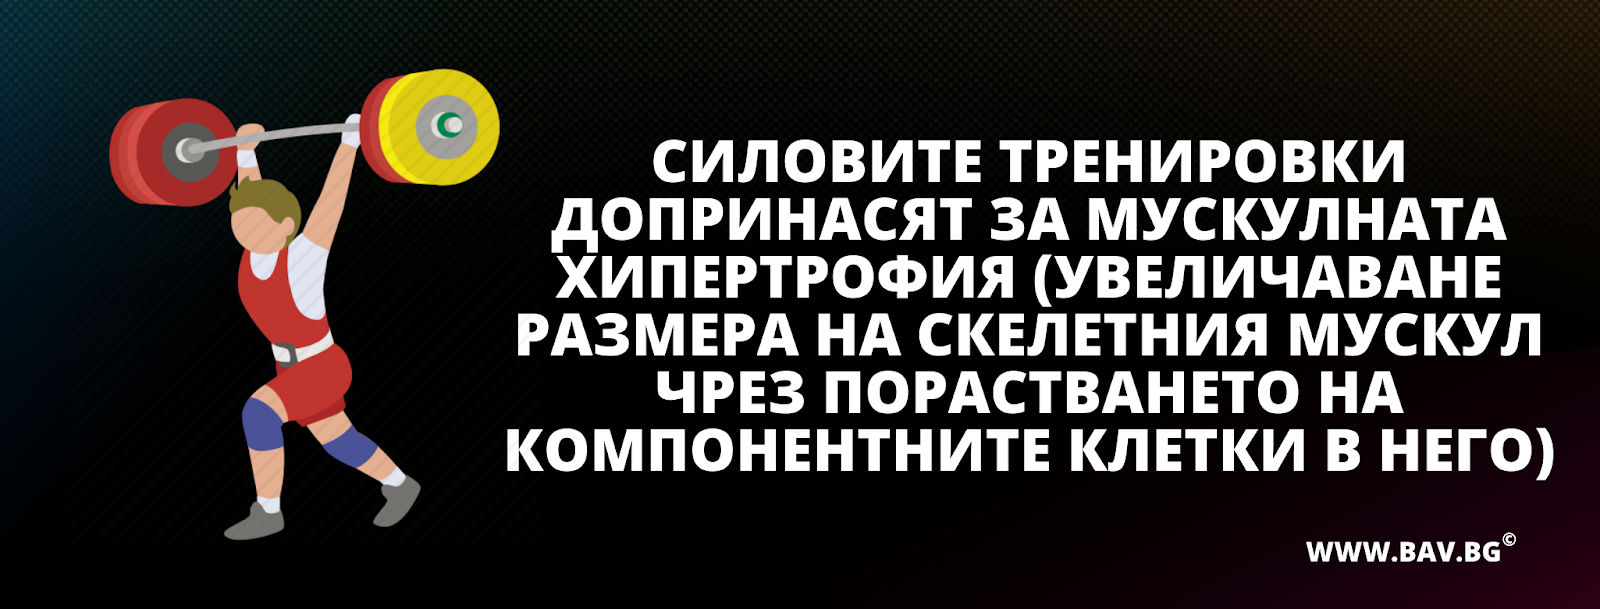 СИЛОВИТЕ ТРЕНИРОВКИ
ДОПРИНАСЯТ ЗА МУСКУЛНАТА
ХИПЕРТРОФИЯ (УВЕЛИЧАВАНЕ
РАЗМЕРА НА СКЕЛЕТНИЯ МУСКУЛ
ЧРЕЗ ПОРАСТВАНЕТО НА
КОМПОНЕНТНИТЕ КЛЕТКИ В НЕГО)
WWW.BAV.BG©